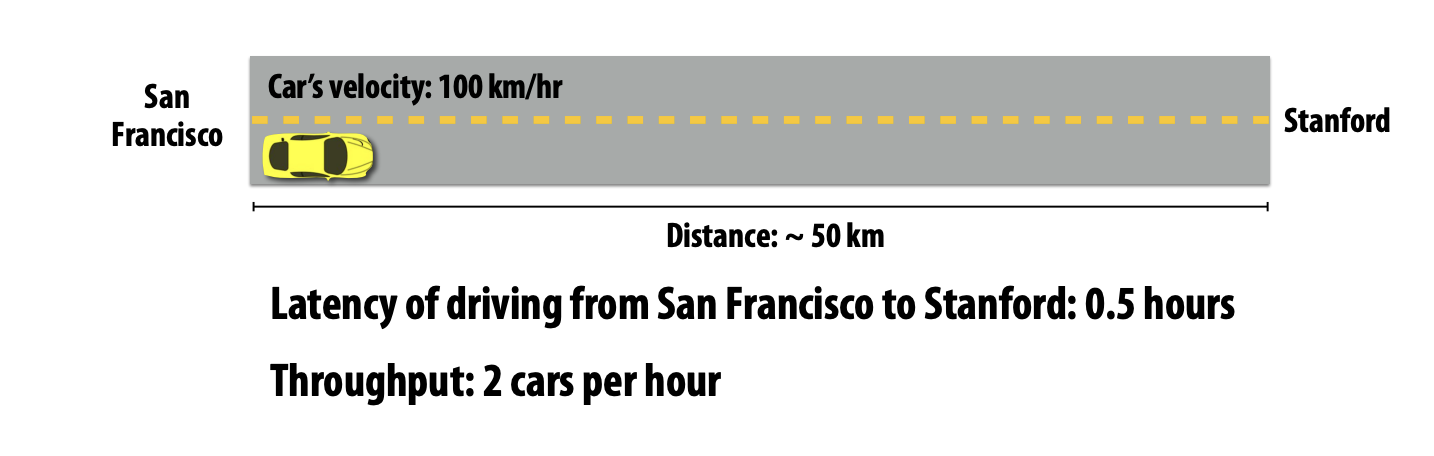 Car’s velocity: 100 km/hr
San
Francisco
Stanford
Distance: ~ 50 km
Latency of driving from San Francisco to Stanford: 0.5 hours
Throughput: 2 cars per hour